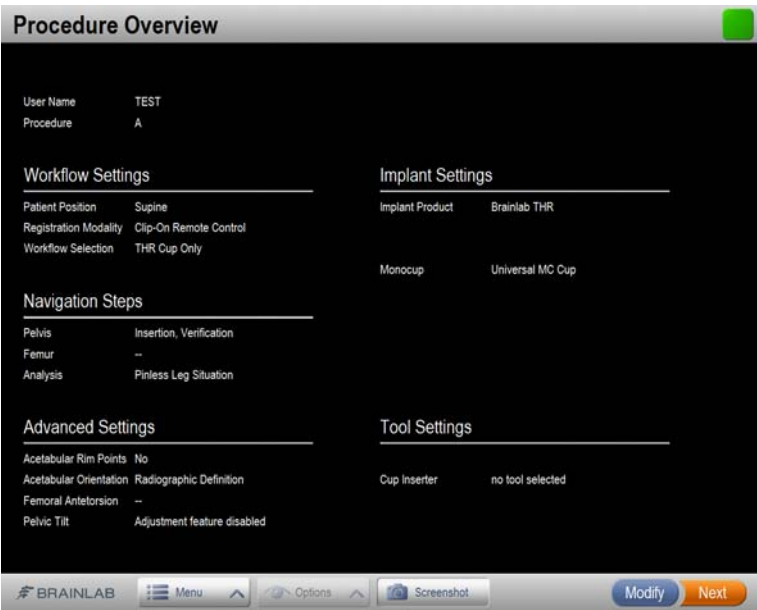 Procedure Overview
User Name TEST
Procedure A
Workflow Settings
Patient Position Supine
Registration Modality Clip-On Remote Control
Workflow Selection THR Cup Only
Implant Settings
Implant Product Brainlab THR
Monocup Universal MC Cup
Navigation Steps
Pelvis Insertion, Verification
Femur --
Analysis Pinless Leg Situation
Advanced Settings
Acetabular Rim Points No
Acetabular Orientation Radiographic Definition
Femoral Antetorsion --
Pelvic Tilt Adjustment feature disabled
Tool Settings
Cup Inserter no tool selected
BRAINLAB Menu Options Screenshot Modify Next